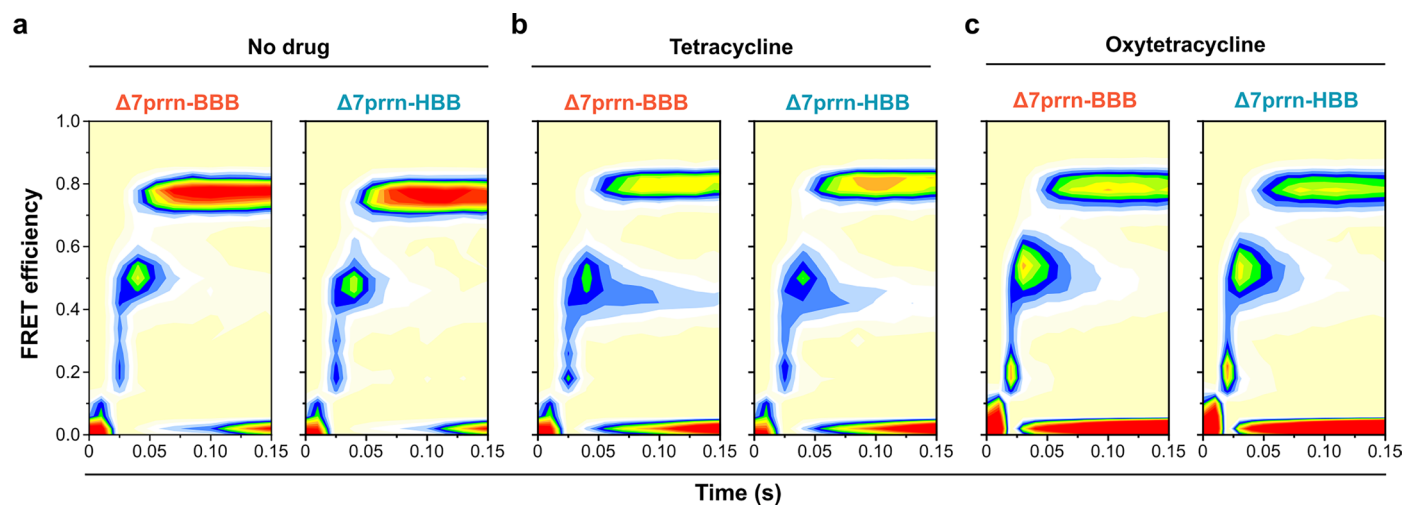 a
b
c
No drug
Tetracycline
Oxytetracycline
Δ7prrn-BBB
Δ7prrn-HBB
Δ7prrn-BBB
Δ7prrn-HBB
Δ7prrn-BBB
Δ7prrn-HBB
FRET efficiency
1.0
0.8
0.6
0.4
0.2
0.0
0 0.05 0.10 0.15
0 0.05 0.10 0.15
0 0.05 0.10 0.15
0 0.05 0.10 0.15
0 0.05 0.10 0.15
0 0.05 0.10 0.15
Time (s)